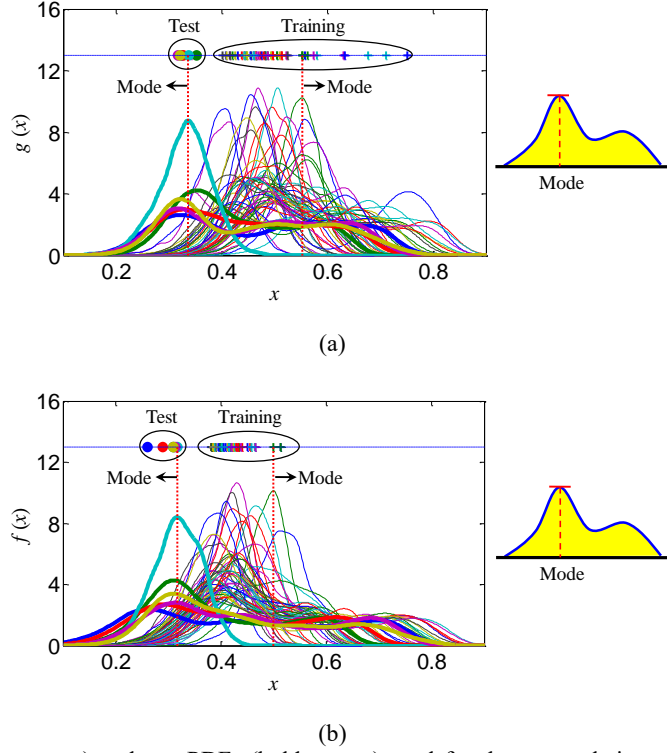 16
12
8
4
0
g (x)
Test
Training
Mode
Mode
0.2
0.4
0.6
0.8
x
Mode
(a)
16
12
8
4
0
f (x)
Test
Training
Mode
Mode
0.2
0.4
0.6
0.8
x
Mode
(b)